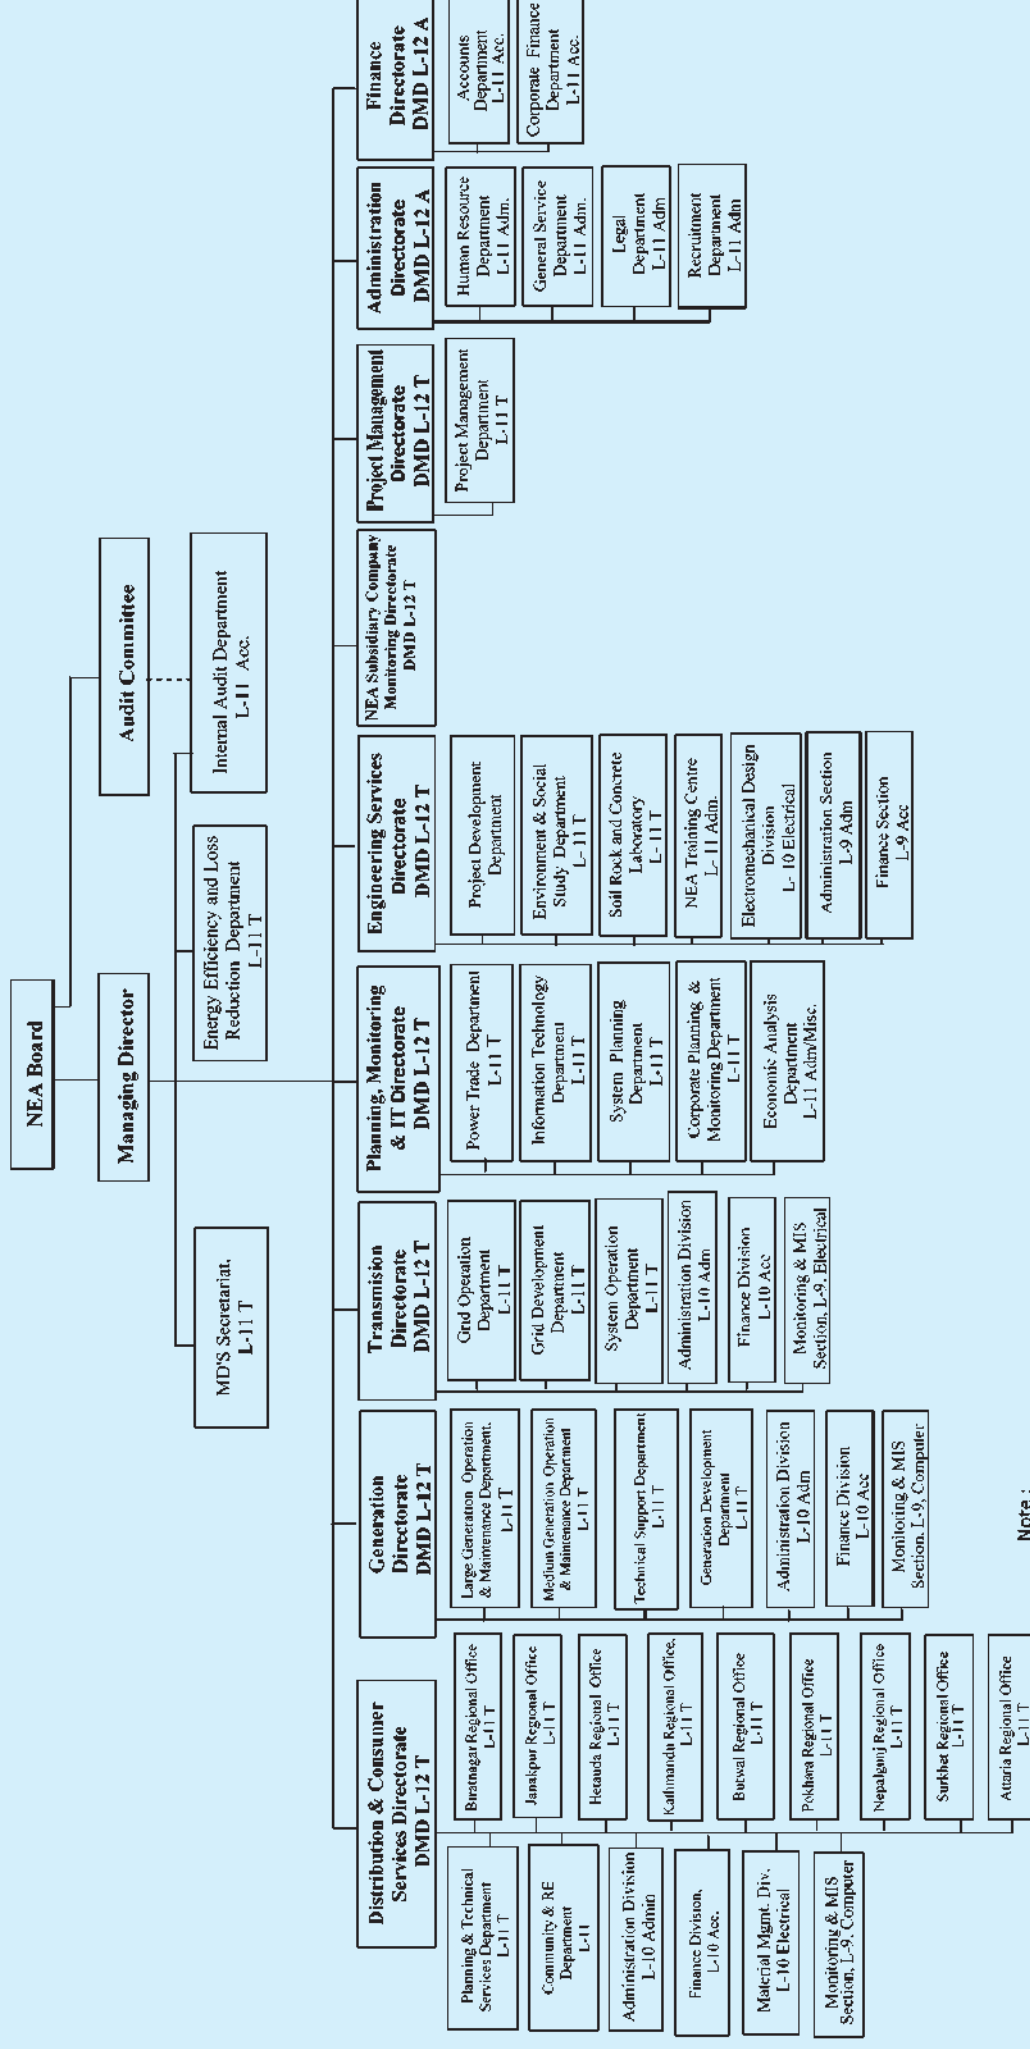 NEA Board
Managing Director
Audit Committee
MD'S Secretariat,
L-11 T
Energy Efficiency and Loss
Reduction Department
L-11 T
Internal Audit Department
L-11 Acc.
Distribution & Consumer
Services Directorate
DMD L-12 T
Planning & Technical
Services Department
L-11 T
Community & RE
Department
L-11
Administration Division
L-10 Admin
Finance Division,
L-10 Acc.
Material Mgmt. Div.
L-10 Electrical
Monitoring & MIS
Section, L-9. Computer
Biratnagar Regional Office
L-11 T
Janakpur Regional Office
L-11 T
Hetauda Regional Office
L-11 T
Kathmandu Regional Office,
L-11 T
Butwal Regional Office
L-11 T
Pokhara Regional Office
L-11 T
Nepalgunj Regional Office
L-11 T
Surkhet Regional Office
L-11 T
Attaria Regional Office
L-11 T
Generation
Directorate
DMD L-12 T
Large Generation Operation
& Maintenance Department.
L-11 T
Medium Generation Operation
& Maintenance Department
L-11 T
Technical Support Department
L-11 T
Generation Development
Department
L-11 T
Administration Division
L-10 Adm
Finance Division
L-10 Acc
Monitoring & MIS
Section. L-9, Computer
Transmision
Directorate
DMD L-12 T
Grid Operation
Department
L-11 T
Grid Development
Department
L-11 T
System Operation
Department
L-11 T
Administration Division
L-10 Adm
Finance Division
L-10 Acc
Monitoring & MIS
Section, L-9. Electrical
Planning, Monitoring
& IT Directorate
DMD L-12 T
Power Trade Department
L-11 T
Information Technology
Department
L-11 T
System Planning
Department
L-11 T
Corporate Planning &
Monitoring Department
L-11 T
Economic Analysis
Department
L-11 Adm/Misc.
Engineering Services
Directorate
DMD L-12 T
Project Development
Department
Environment & Social
Study Department
L- 11 T
Soil Rock and Concrete
Laboratory
L- 11 T
NEA Training Centre
L- 11 Adm.
Electromechanical Design
Division
L- 10 Electrical
Administration Section
L-9 Adm
Finance Section
L-9 Acc
NEA Subsidiary Company
Monitoring Directorate
DMD L-12 T
Project Management
Directorate
DMD L-12 T
Project Management
Department
L-11 T
Administration
Directorate
DMD L-12 A
Human Resource
Department
L-11 Adm.
General Service
Department
L-11 Adm.
Legal
Department
L-11 Adm
Recruitment
Department
L-11 Adm
Finance
Directorate
DMD L-12 A
Accounts
Department
L-11 Acc.
Corporate Finance
Department
L-11 Acc.
Note :